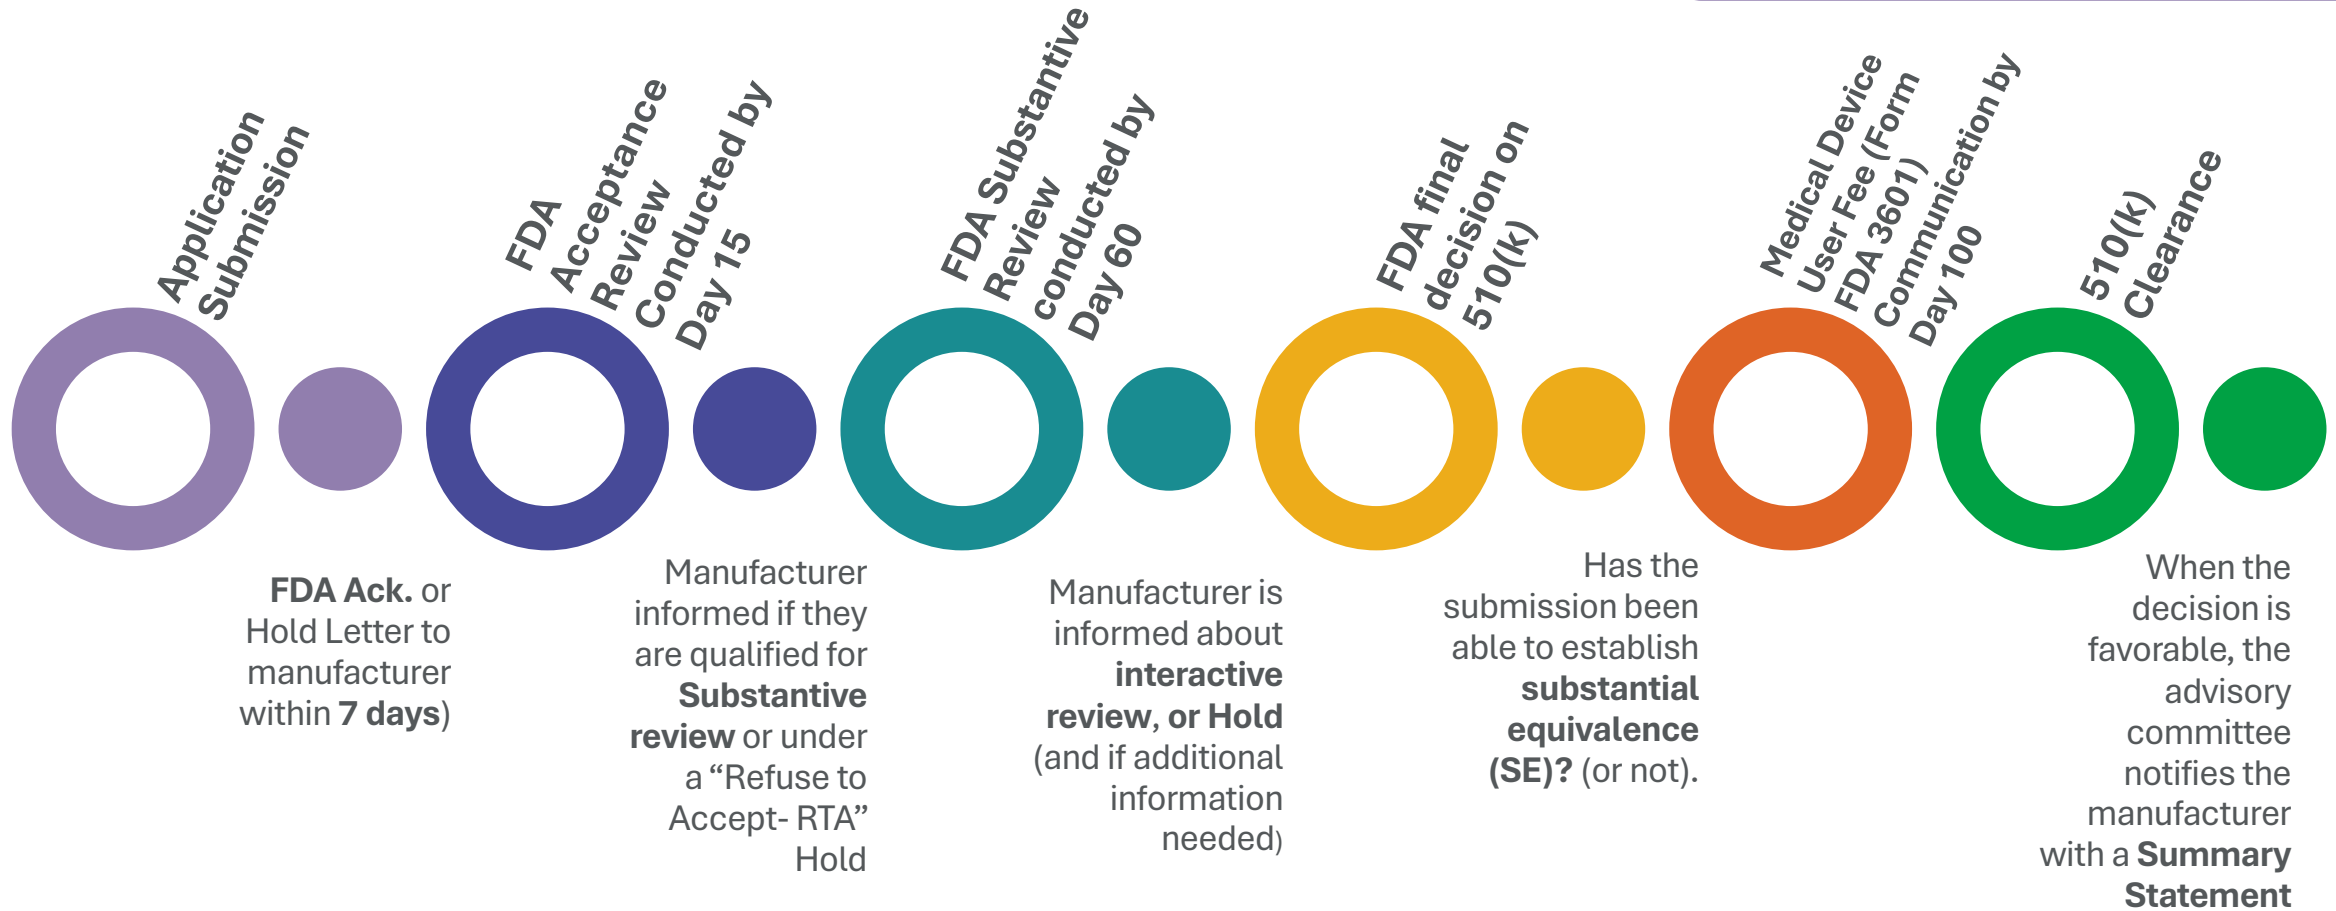 Application
Submission
FDA
Acceptance
Review
Conducted by
Day 15
FDA Substantive
Review
conducted by
Day 60
FDA final
decision on
510(k)
Medical Device
User Fee (Form
FDA 3601)
Communication by
Day 100
510(k)
Clearance
FDA Ack. or
Hold Letter to
manufacturer
within 7 days)
Manufacturer
informed if they
are qualified for
Substantive
review or under
a “Refuse to
Accept- RTA”
Hold
Manufacturer is
informed about
interactive
review, or Hold
(and if additional
information
needed)
Has the
submission been
able to establish
substantial
equivalence
(SE)? (or not).
When the
decision is
favorable, the
advisory
committee
notifies the
manufacturer
with a Summary
Statement